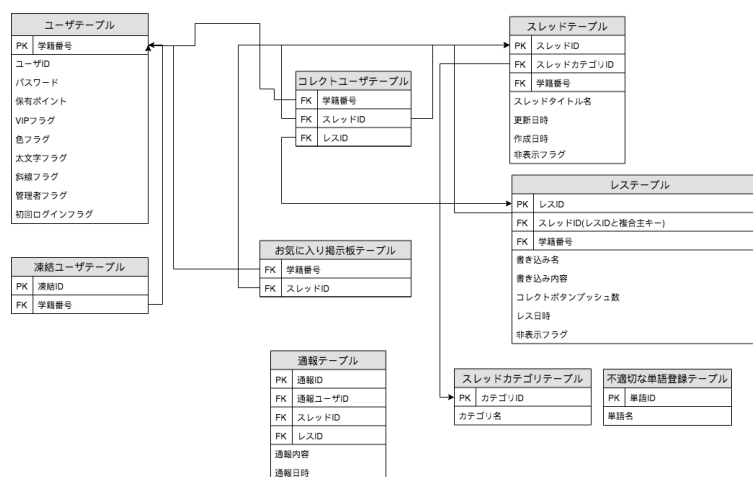 ユーザテーブル
PK 学籍番号
ユーザID
パスワード
保有ポイント
VIPフラグ
色フラグ
太文字フラグ
斜線フラグ
管理者フラグ
初回ログインフラグ
凍結ユーザテーブル
PK 凍結ID
FK 学籍番号
コレクトユーザテーブル
FK 学籍番号
FK スレッドID
FK レスID
お気に入り掲示板テーブル
FK 学籍番号
FK スレッドID
通報テーブル
PK 通報ID
FK 通報ユーザID
FK スレッドID
FK レスID
通報内容
通報日時
スレッドテーブル
PK スレッドID
FK スレッドカテゴリID
FK 学籍番号
スレッドタイトル名
更新日時
作成日時
非表示フラグ
レステーブル
PK レスID
FK スレッドID(レスIDと複合主キー)
FK 学籍番号
書き込み名
書き込み内容
コレクトボタンプッシュ数
レス日時
非表示フラグ
スレッドカテゴリテーブル
PK カテゴリID
カテゴリ名
不適切な単語登録テーブル
PK 単語ID
単語名